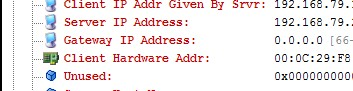 Client IP Addr Given By Srvr: 192.168.79.
Server IP Address: 192.168.79.
Gateway IP Address: 0.0.0.0 [66-
Client Hardware Addr: 00:0C:29:F8
Unused: 0x000000000